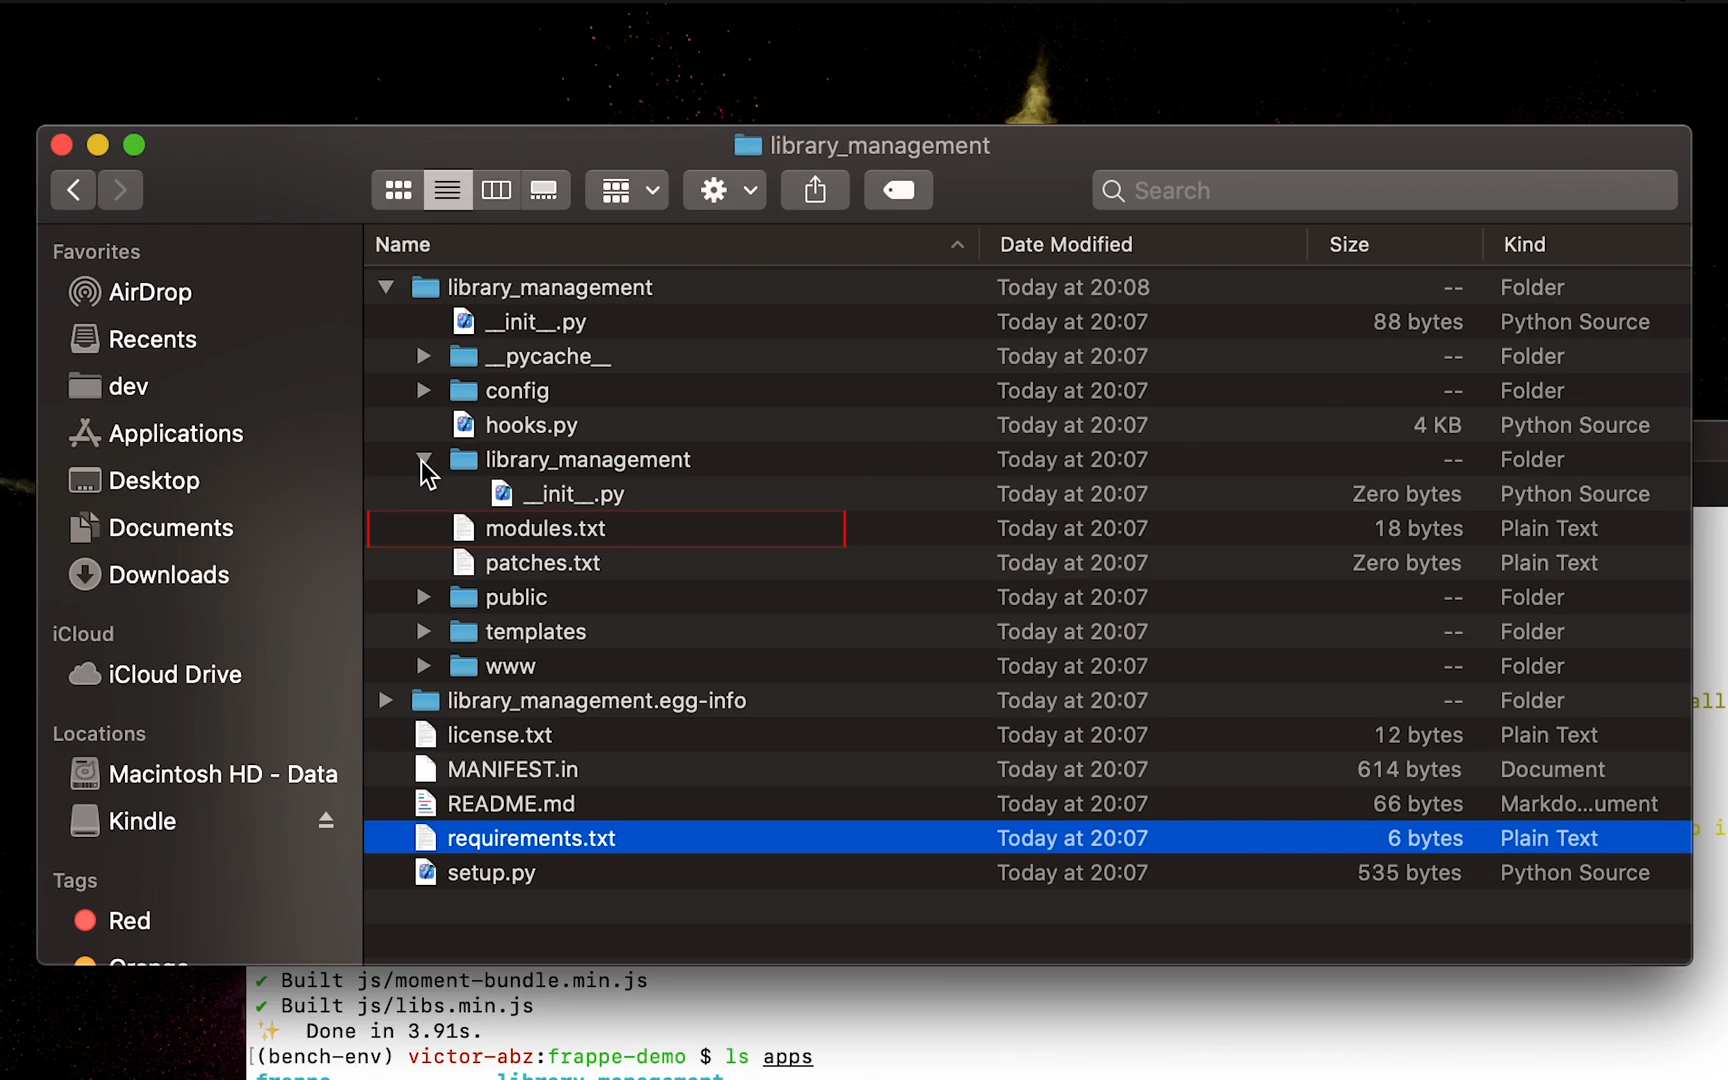 library_management
Search
Favorites
AirDrop
Recents
dev
Applications
Desktop
Documents
Downloads
iCloud
iCloud Drive
Locations
Macintosh HD - Data
Kindle
Tags
Red
Orange
Name Date Modified Size Kind
library_management Today at 20:08 -- Folder
__init__.py Today at 20:07 88 bytes Python Source
__pycache__ Today at 20:07 -- Folder
config Today at 20:07 -- Folder
hooks.py Today at 20:07 4 KB Python Source
library_management Today at 20:07 -- Folder
__init__.py Today at 20:07 Zero bytes Python Source
modules.txt Today at 20:07 18 bytes Plain Text
patches.txt Today at 20:07 Zero bytes Plain Text
public Today at 20:07 -- Folder
templates Today at 20:07 -- Folder
www Today at 20:07 -- Folder
library_management.egg-info Today at 20:07 -- Folder
license.txt Today at 20:07 12 bytes Plain Text
MANIFEST.in Today at 20:07 614 bytes Document
README.md Today at 20:07 66 bytes Markdo...ument
requirements.txt Today at 20:07 6 bytes Plain Text
setup.py Today at 20:07 535 bytes Python Source
all
✔ Built js/moment-bundle.min.js
✔ Built js/libs.min.js
✨ Done in 3.91s.
[(bench-env) victor-abz:frappe-demo $ ls apps
frappe library_management